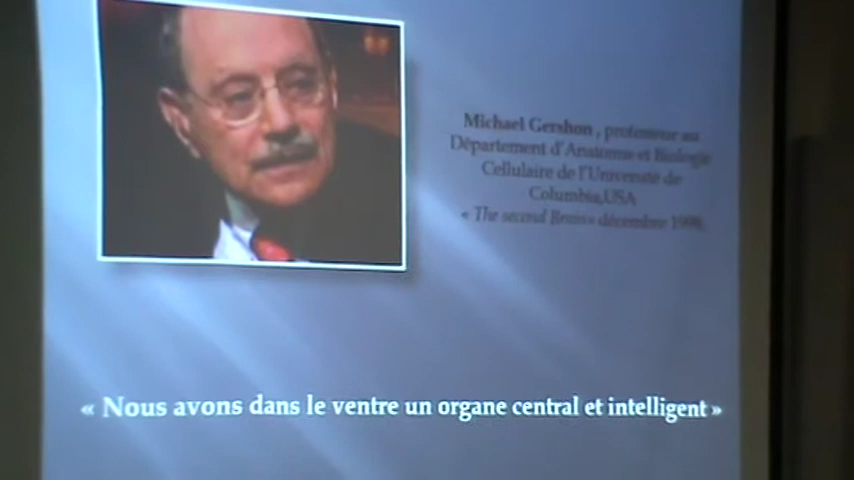 Michael Gershon , professeur au
Département d'Anatomie et Biologie
Cellulaire de l'Université de
Columbia,USA
« The second Brain» décembre 1998
« Nous avons dans le ventre un organe central et intelligent »